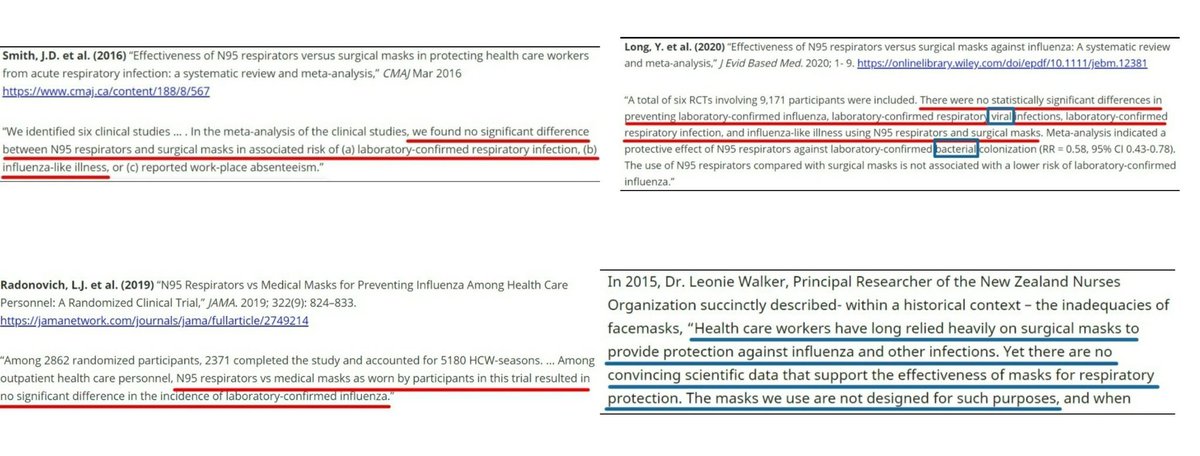 Smith, J.D. et al. (2016) “Effectiveness of N95 respirators versus surgical masks in protecting health care workers
from acute respiratory infection: a systematic review and meta-analysis,” CMAJ Mar 2016
https://www.cmaj.ca/content/188/8/567
“We identified six clinical studies ... . In the meta-analysis of the clinical studies, we found no significant difference
between N95 respirators and surgical masks in associated risk of (a) laboratory-confirmed respiratory infection, (b)
influenza-like illness, or (c) reported work-place absenteeism.”
Long, Y. et al. (2020) “Effectiveness of N95 respirators versus surgical masks against influenza: A systematic review
and meta-analysis,” J Evid Based Med. 2020; 1- 9. https://onlinelibrary.wiley.com/doi/epdf/10.1111/jebm.12381
“A total of six RCTs involving 9,171 participants were included. There were no statistically significant differences in
preventing laboratory-confirmed influenza, laboratory-confirmed respiratory viral infections, laboratory-confirmed
respiratory infection, and influenza-like illness using N95 respirators and surgical masks. Meta-analysis indicated a
protective effect of N95 respirators against laboratory-confirmed bacterial colonization (RR = 0.58, 95% CI 0.43-0.78).
The use of N95 respirators compared with surgical masks is not associated with a lower risk of laboratory-confirmed
influenza.”
Radonovich, L.J. et al. (2019) “N95 Respirators vs Medical Masks for Preventing Influenza Among Health Care
Personnel: A Randomized Clinical Trial,” JAMA. 2019; 322(9): 824–833.
https://jamanetwork.com/journals/jama/fullarticle/2749214
“Among 2862 randomized participants, 2371 completed the study and accounted for 5180 HCW-seasons. ... Among
outpatient health care personnel, N95 respirators vs medical masks as worn by participants in this trial resulted in
no significant difference in the incidence of laboratory-confirmed influenza.”
In 2015, Dr. Leonie Walker, Principal Researcher of the New Zealand Nurses
Organization succinctly described- within a historical context – the inadequacies of
facemasks, “Health care workers have long relied heavily on surgical masks to
provide protection against influenza and other infections. Yet there are no
convincing scientific data that support the effectiveness of masks for respiratory
protection. The masks we use are not designed for such purposes, and when